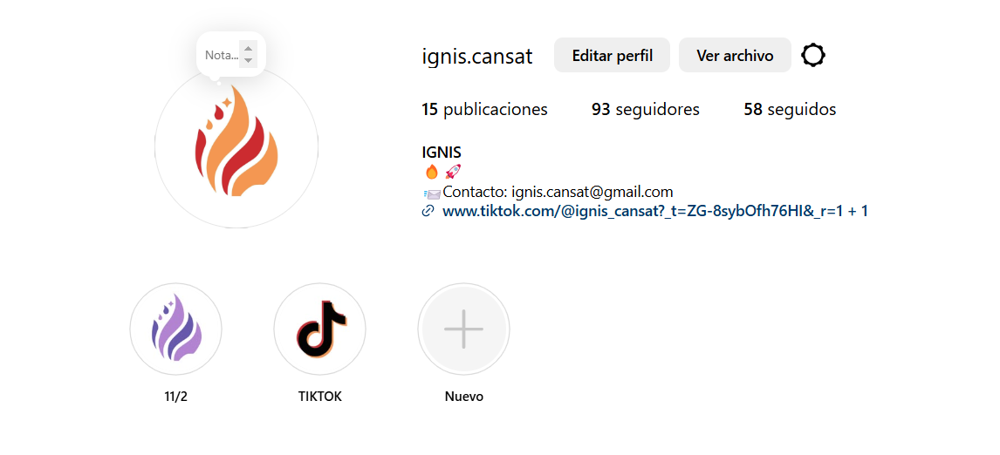 Nota...
ignis.cansat Editar perfil Ver archivo
15 publicaciones 93 seguidores 58 seguidos
IGNIS
🔥 🚀
📨Contacto: ignis.cansat@gmail.com
www.tiktok.com/@ignis_cansat?_t=ZG-8sybOfh76HI&_r=1 + 1
11/2 TIKTOK Nuevo